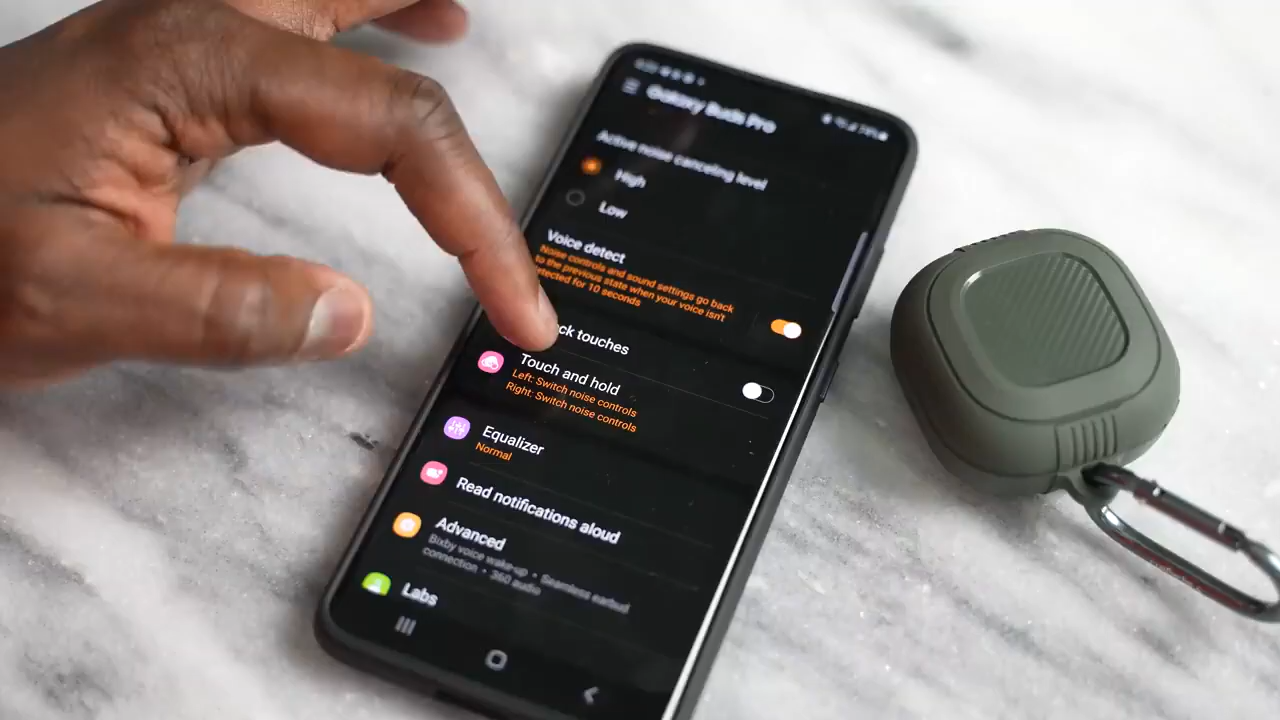 Galaxy Buds Pro
Active noise canceling level
High
Low
Voice detect
Noise controls and sound settings go back
to the previous state when your voice isn't
detected for 10 seconds
ck touches
Touch and hold
Left: Switch noise controls
Right: Switch noise controls
Equalizer
Normal
Read notifications aloud
Advanced
Bixby voice wake-up • Seamless earbud
connection • 360 audio
Labs